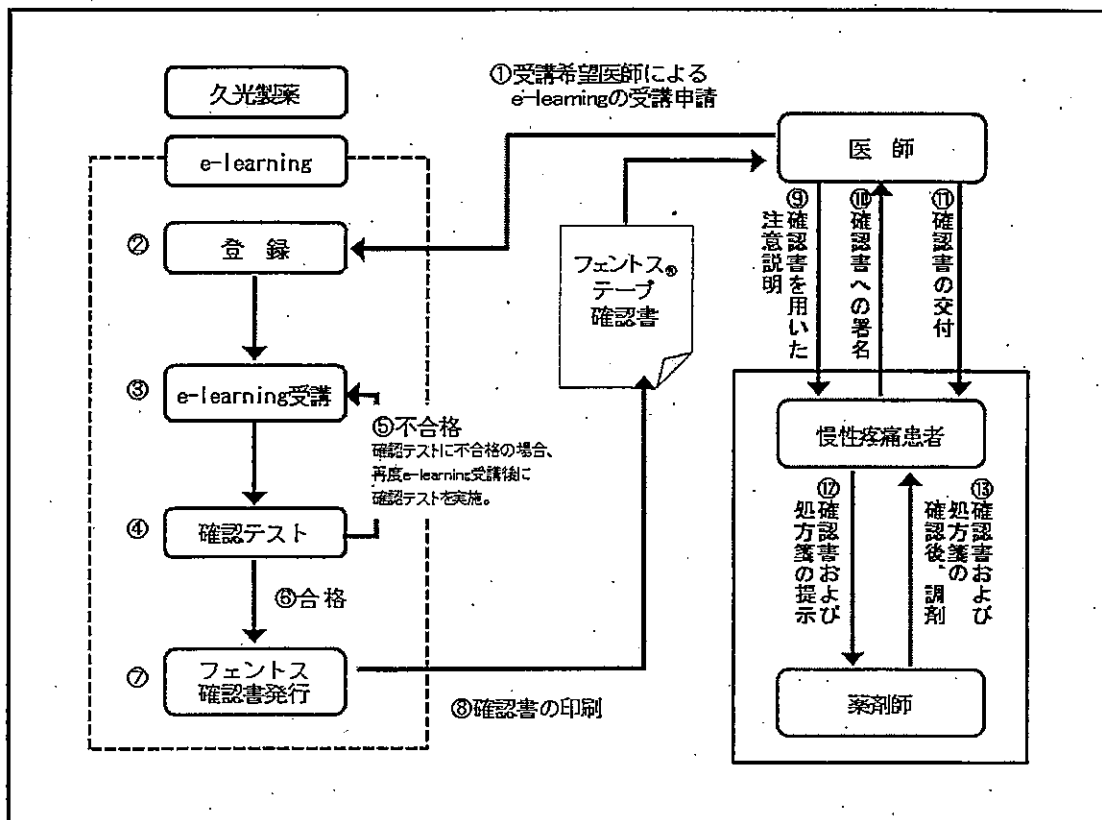 久光製薬
e-learning
①受講希望医師による
e-learningの受講申請
医 師
② 登 録
フェントス®
テープ
確認書
⑨確認書を用いた
注意説明
⑩確認書への署名
⑪確認書の交付
③ e-learning受講
⑤不合格
確認テストに不合格の場合、
再度e-learning受講後に
確認テストを実施。
④ 確認テスト
⑥合格
⑦ フェントス
確認書発行
⑧確認書の印刷
慢性疼痛患者
⑫確認書および
処方箋の提示
⑬確認書および
処方箋の
確認後、調剤
薬剤師